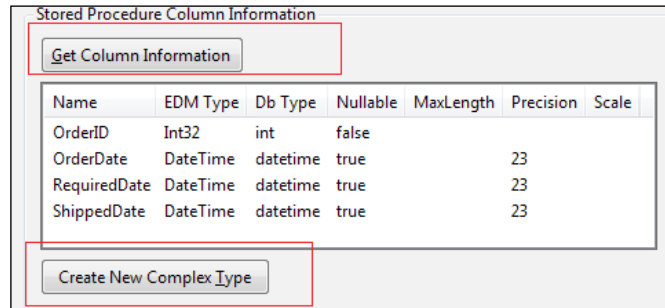 Stored Procedure Column Information
Get Column Information
Name EDM Type Db Type Nullable MaxLength Precision Scale
OrderID Int32 int false
OrderDate DateTime datetime true 23
RequiredDate DateTime datetime true 23
ShippedDate DateTime datetime true 23
Create New Complex Type